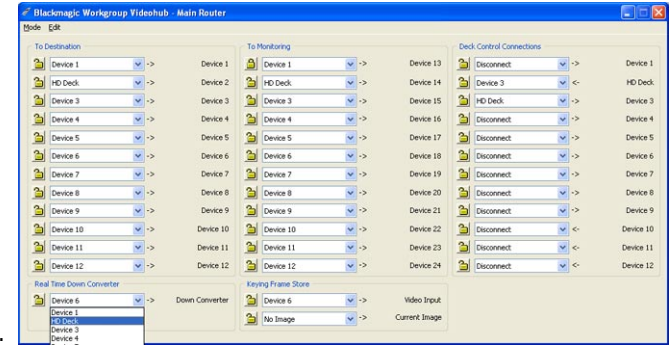 Blackmagic Workgroup Videohub - Main Router
Mode Edit
To Destination To Monitoring Deck Control Connections
Device 1 -> Device 1 Device 1 -> Device 13 Disconnect -> Device 1
HD Deck -> Device 2 HD Deck -> Device 14 Device 3 <- HD Deck
Device 3 -> Device 3 Device 3 -> Device 15 HD Deck -> Device 3
Device 4 -> Device 4 Device 4 -> Device 16 Disconnect -> Device 4
Device 5 -> Device 5 Device 5 -> Device 17 Disconnect -> Device 5
Device 6 -> Device 6 Device 6 -> Device 18 Disconnect -> Device 6
Device 7 -> Device 7 Device 7 -> Device 19 Disconnect -> Device 7
Device 8 -> Device 8 Device 8 -> Device 20 Disconnect -> Device 8
Device 9 -> Device 9 Device 9 -> Device 21 Disconnect -> Device 9
Device 10 -> Device 10 Device 10 -> Device 22 Disconnect <- Device 10
Device 11 -> Device 11 Device 11 -> Device 23 Disconnect <- Device 11
Device 12 -> Device 12 Device 12 -> Device 24 Disconnect <- Device 12
Real Time Down Converter Keying Frame Store
Device 6 -> Down Converter Device 6 -> Video Input
Device 1
HD Deck No Image -> Current Image
Device 3
Device 4